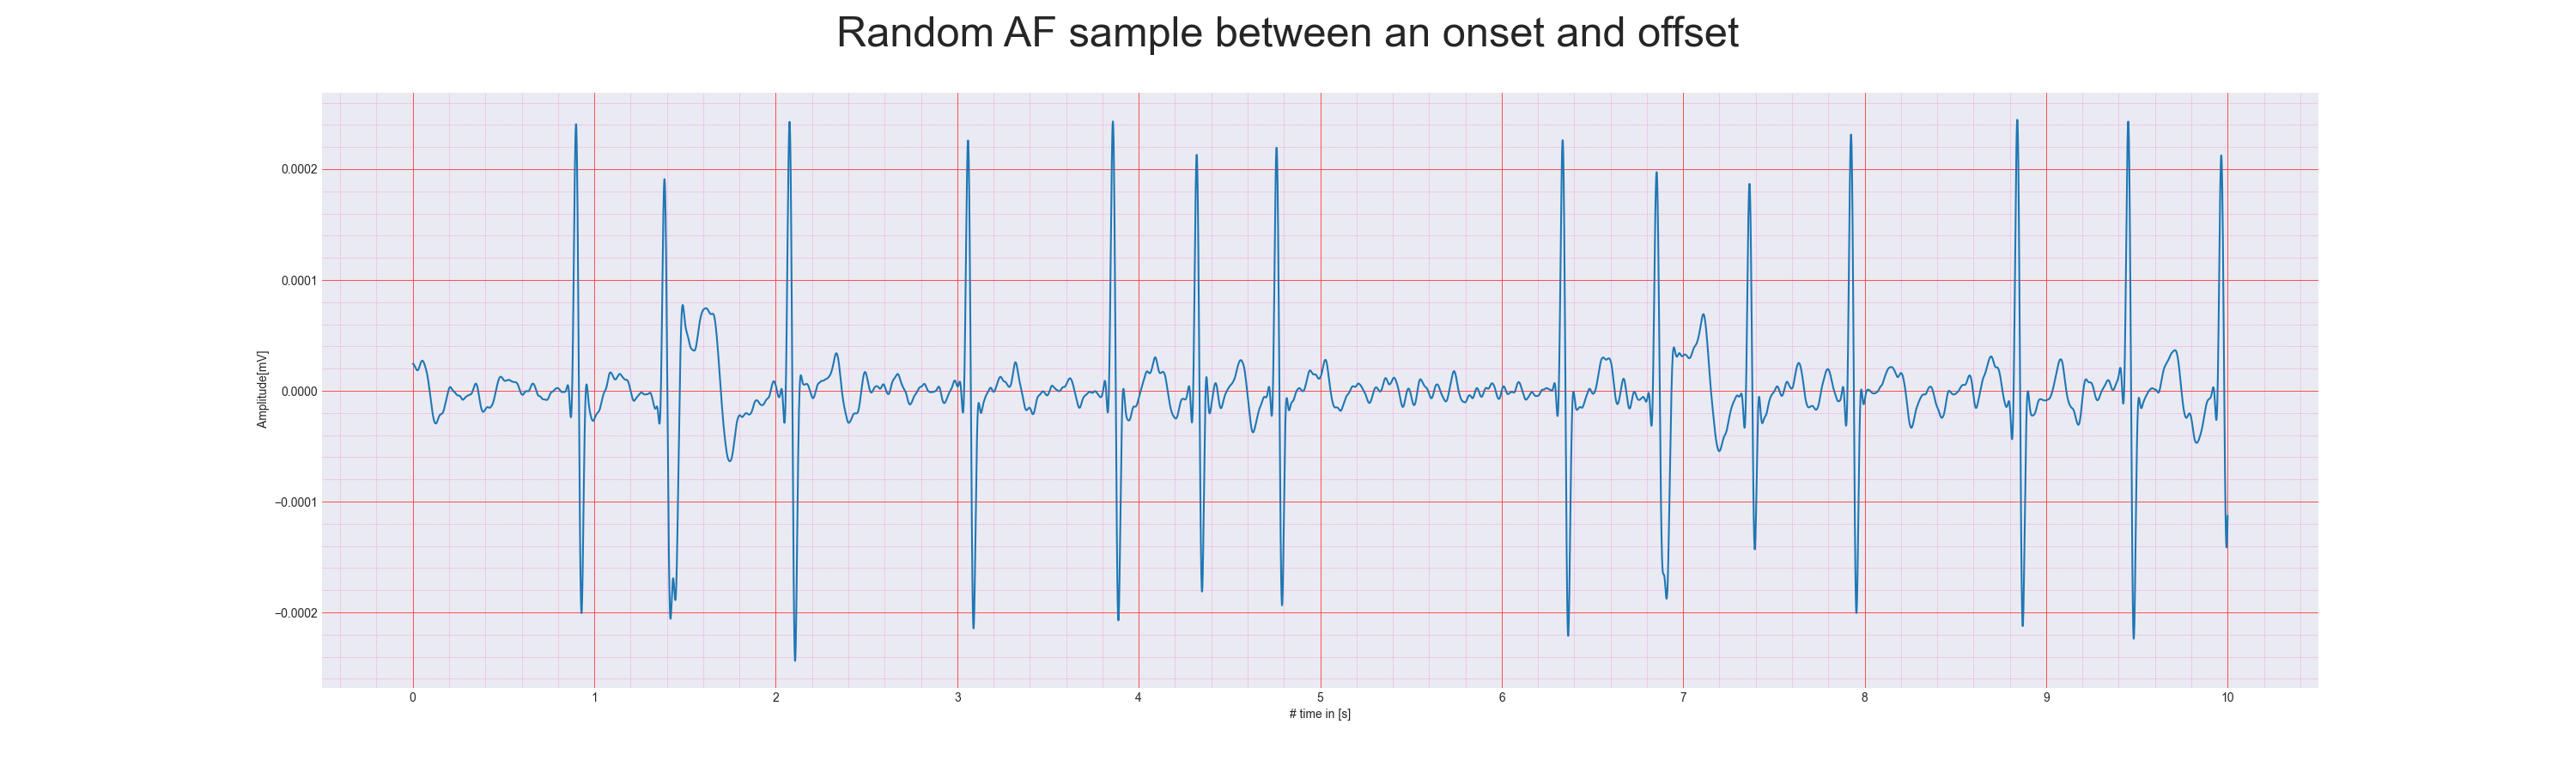 Random AF sample between an onset and offset
Amplitude[mV]
0.0002
0.0001
0.0000
−0.0001
−0.0002
0 1 2 3 4 5 6 7 8 9 10
# time in [s]